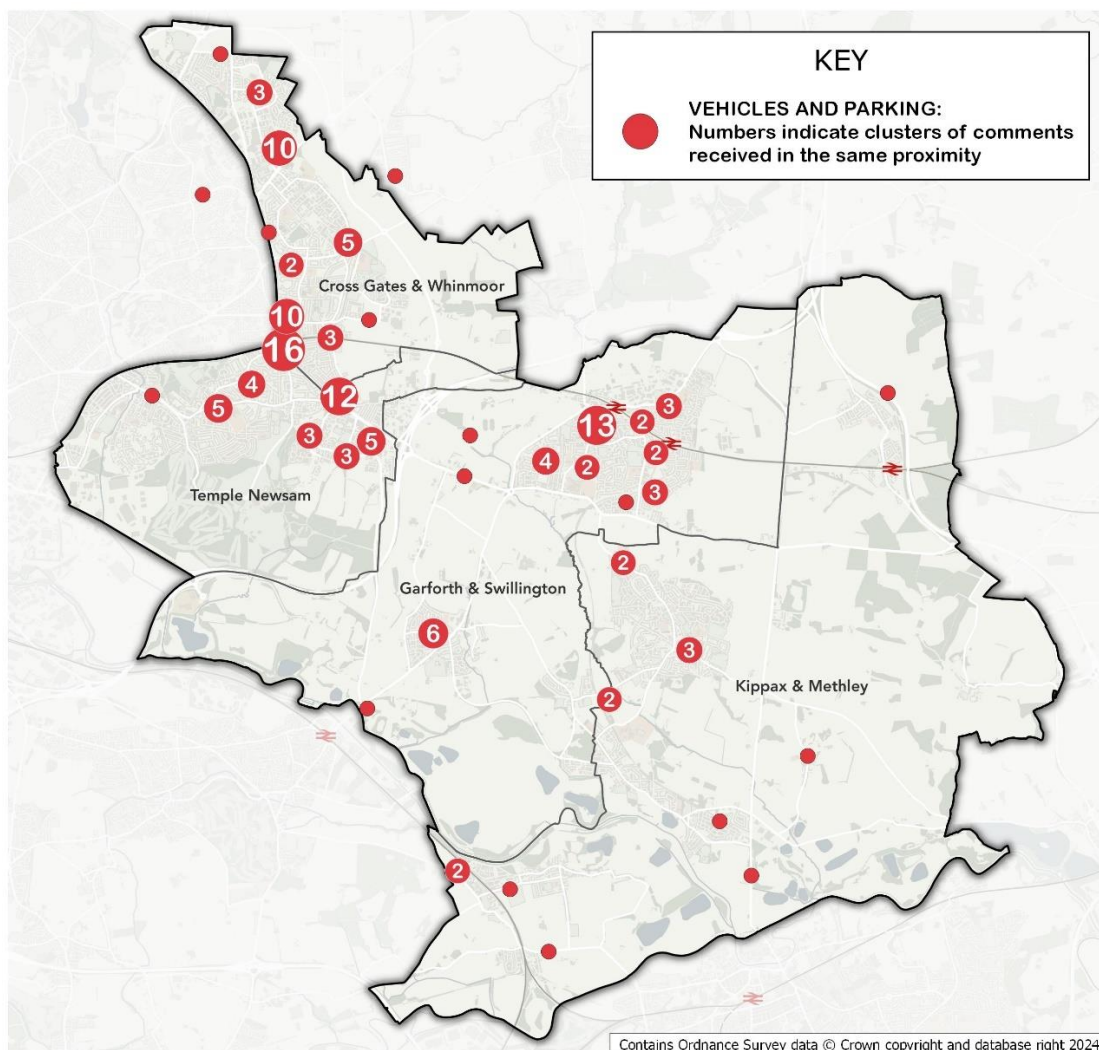 KEY
VEHICLES AND PARKING:
Numbers indicate clusters of comments
received in the same proximity
3
10
5
2
Cross Gates & Whinmoor
10
3
16
4
12
5
3
5
3
Temple Newsam
3
13
2
2
4
2
3
2
Garforth & Swillington
6
3
Kippax & Methley
2
2
Contains Ordnance Survey data © Crown copyright and database right 2024